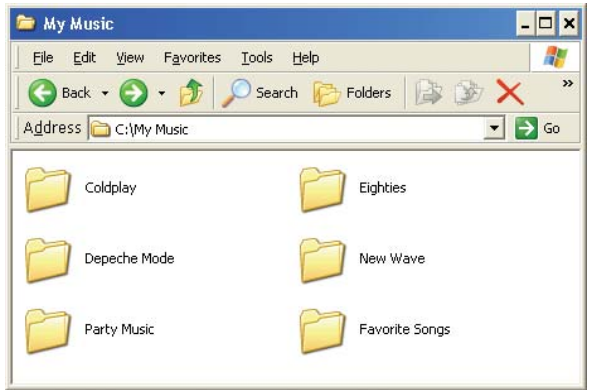 My Music
File Edit View Favorites Tools Help
Back Search Folders »
Address C:\My Music Go
Coldplay Eighties
Depeche Mode New Wave
Party Music Favorite Songs